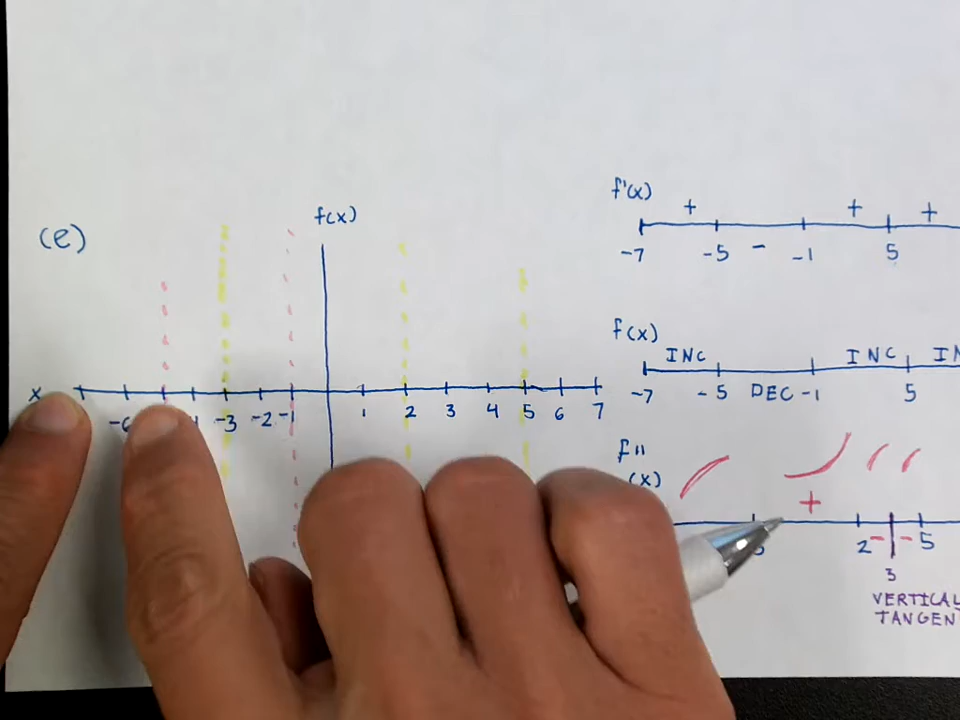 (e)
f(x)
x
-3 -2 -1 1 2 3 4 5 6 7
f'(x)
+ + +
-7 -5 - -1 5
f(x)
INC INC
-7 -5 DEC -1 5
f"
(x)
+
2 - - 5
3
VERTICAL
TANGEN